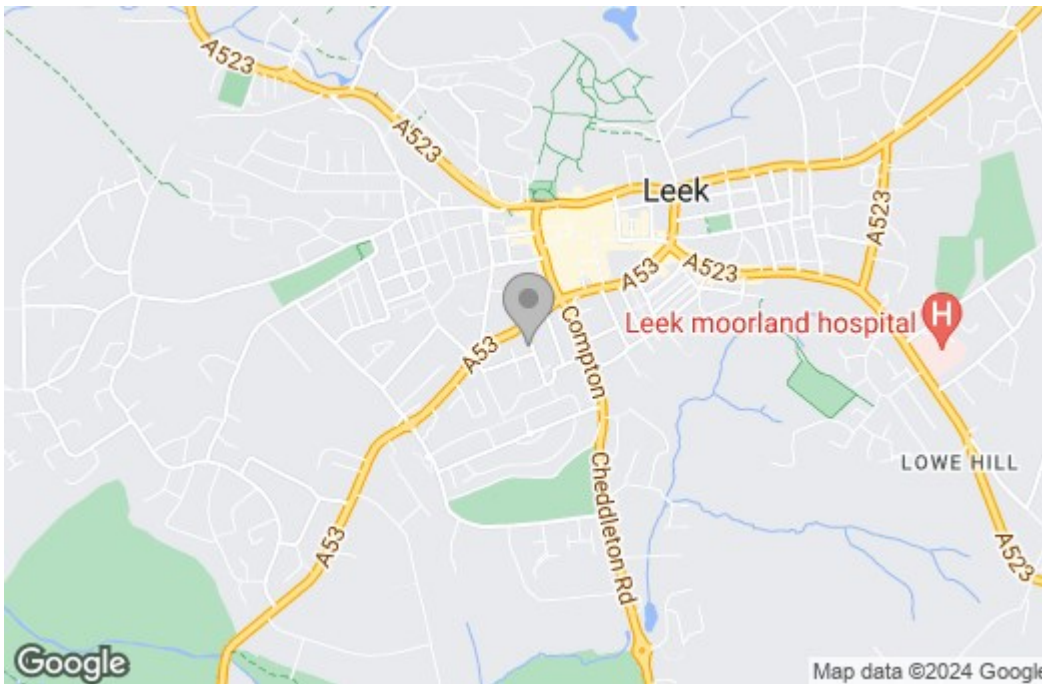 A523
A523
Leek
A523
A53
A523
Leek moorland hospital
H
Compton
A53
LOWE HILL
Cheddleton Rd
A53
A523
Google
Map data ©2024 Google